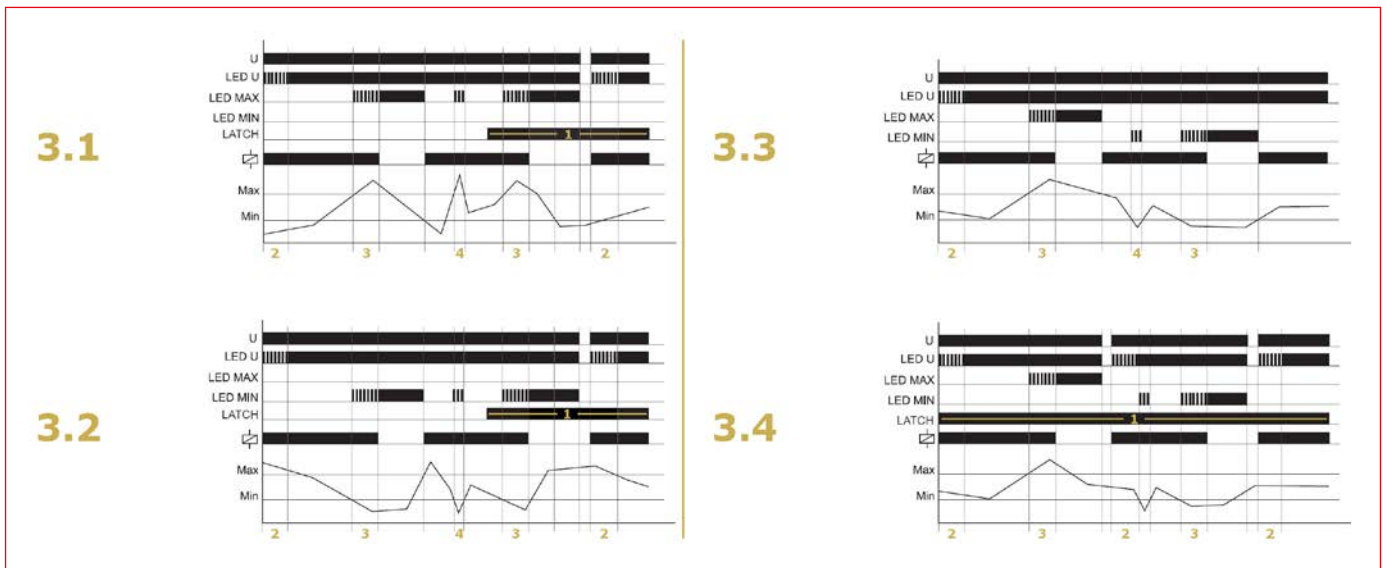 3.1
U
LED U
LED MAX
LED MIN
LATCH
1
Max
Min
2 3 4 3 2
3.2
U
LED U
LED MAX
LED MIN
LATCH
1
Max
Min
2 3 4 3 2
3.3
U
LED U
LED MAX
LED MIN
Max
Min
2 3 4 3
3.4
U
LED U
LED MAX
LED MIN
LATCH
1
Max
Min
2 3 2 3 2